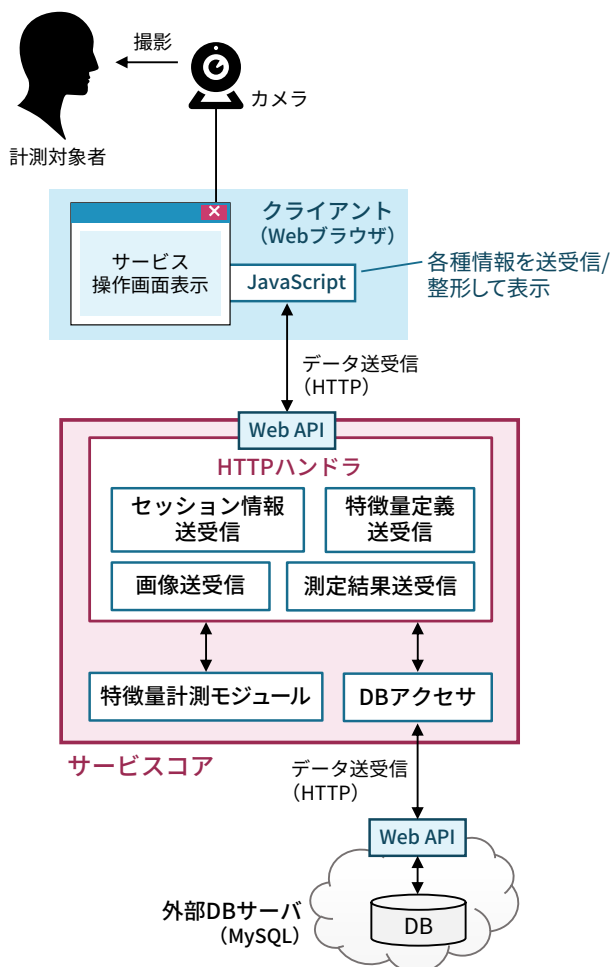 撮影
カメラ
計測対象者
クライアント
（Webブラウザ）
サービス
操作画面表示
JavaScript
各種情報を送受信/
整形して表示
データ送受信
（HTTP）
Web API
HTTPハンドラ
セッション情報
送受信
特徴量定義
送受信
画像送受信
測定結果送受信
特徴量計測モジュール
DBアクセサ
サービスコア
データ送受信
（HTTP）
Web API
外部DBサーバ
（MySQL）
DB